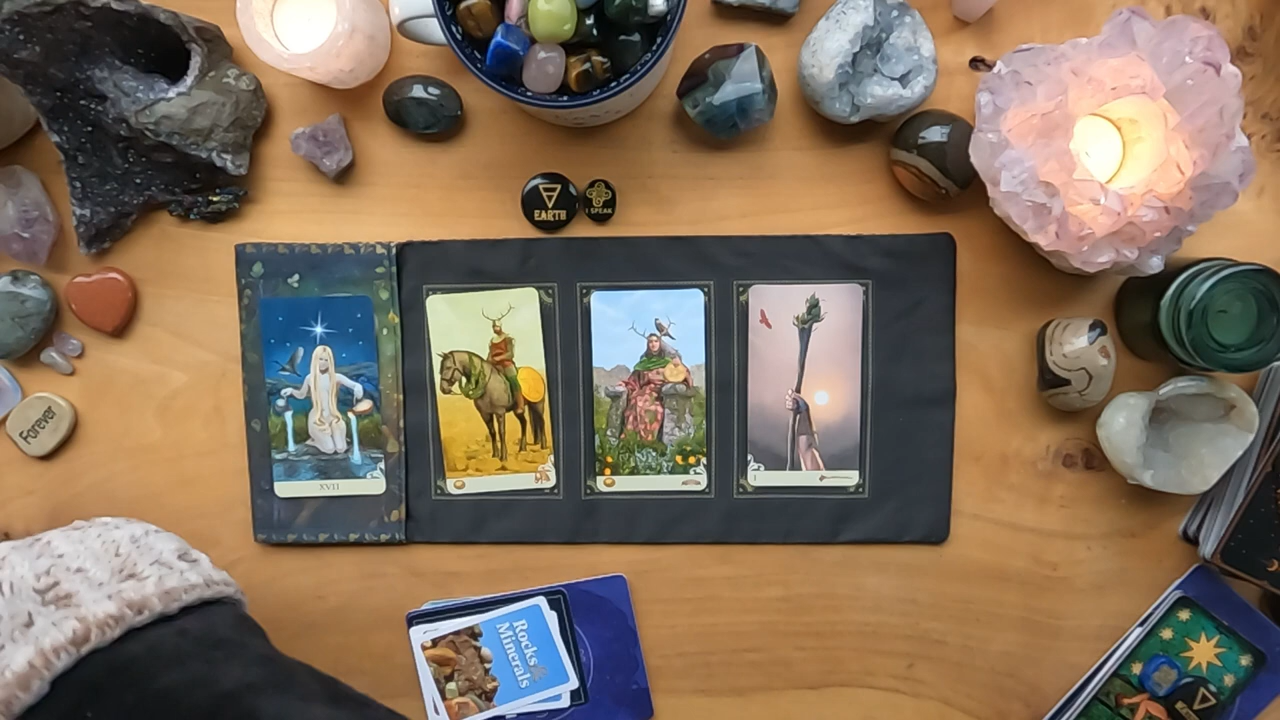 EARTH
I SPEAK
Forever
XVII
I
Rocks &
Minerals